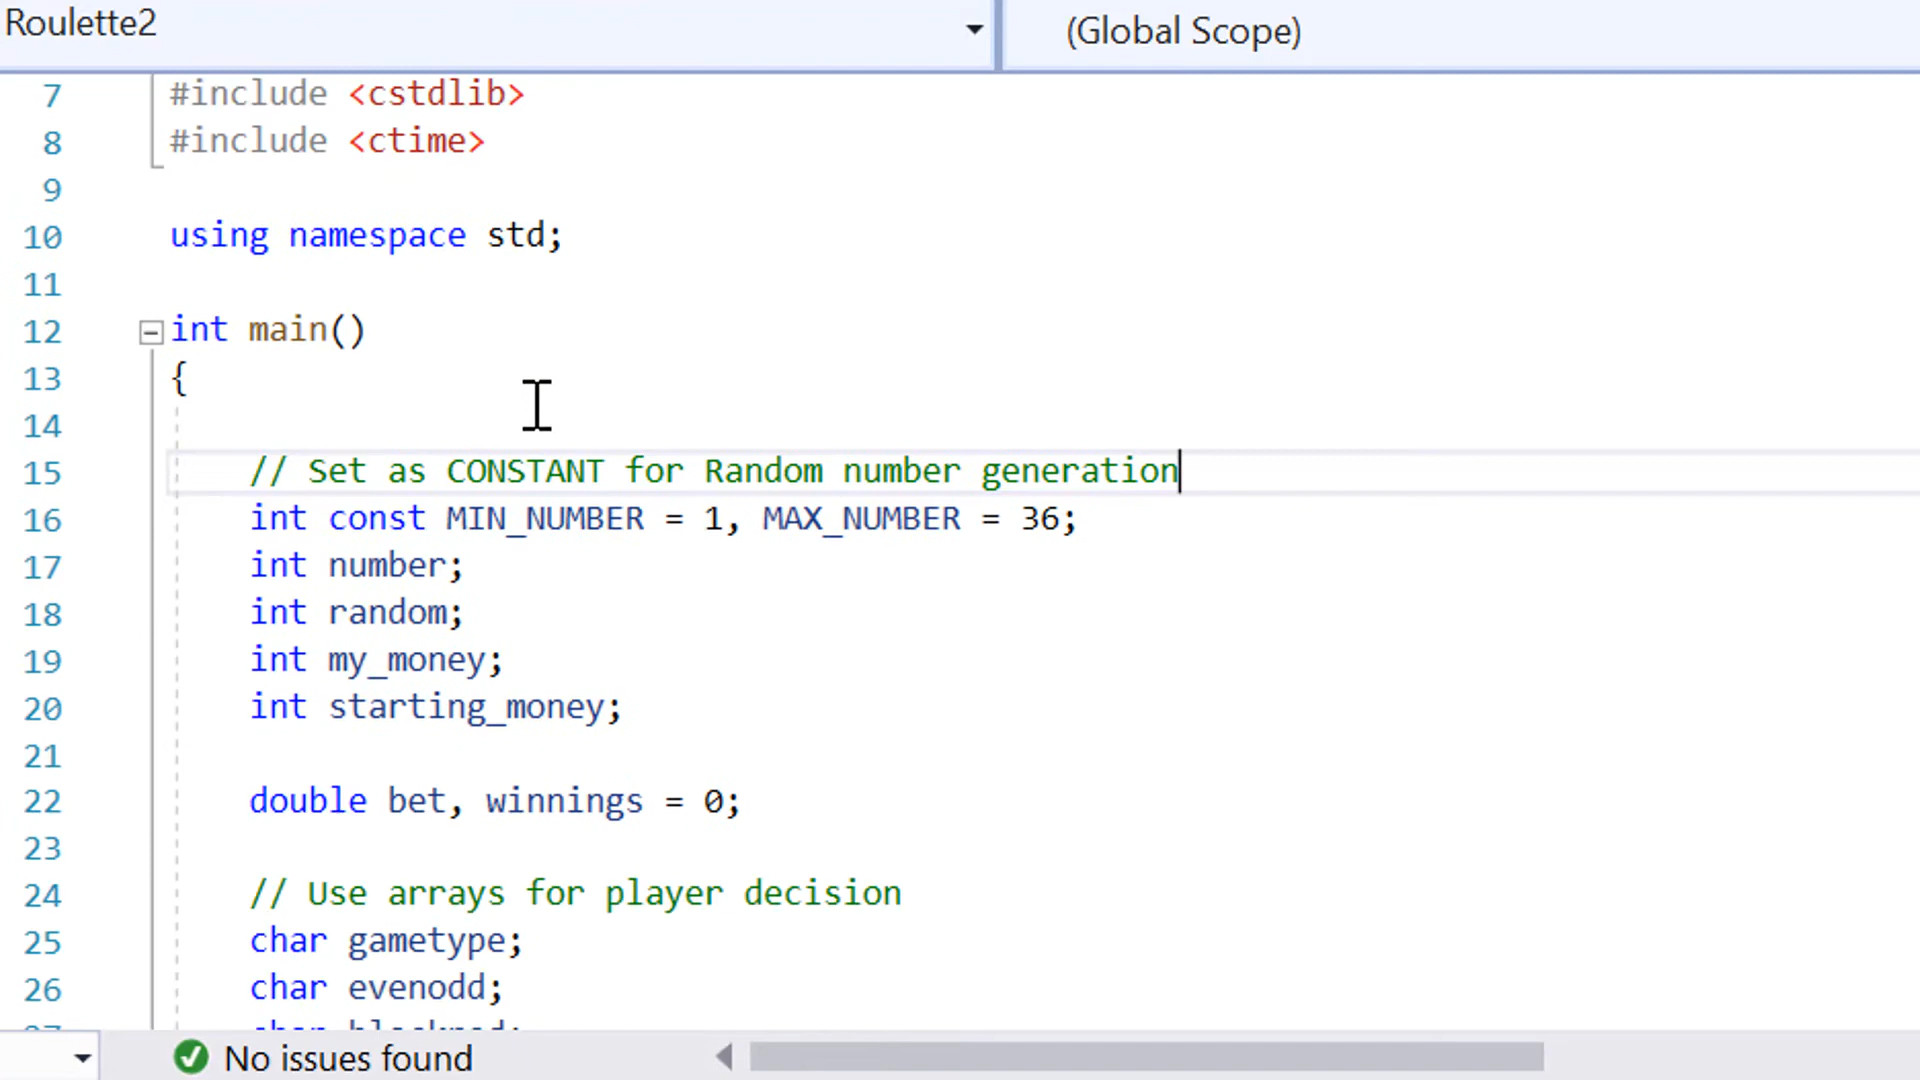 Roulette2
(Global Scope)
7 #include <cstdlib>
8 #include <ctime>
9
10 using namespace std;
11
12 int main()
13 {
14
15 // Set as CONSTANT for Random number generation
16 int const MIN_NUMBER = 1, MAX_NUMBER = 36;
17 int number;
18 int random;
19 int my_money;
20 int starting_money;
21
22 double bet, winnings = 0;
23
24 // Use arrays for player decision
25 char gametype;
26 char evenodd;
No issues found